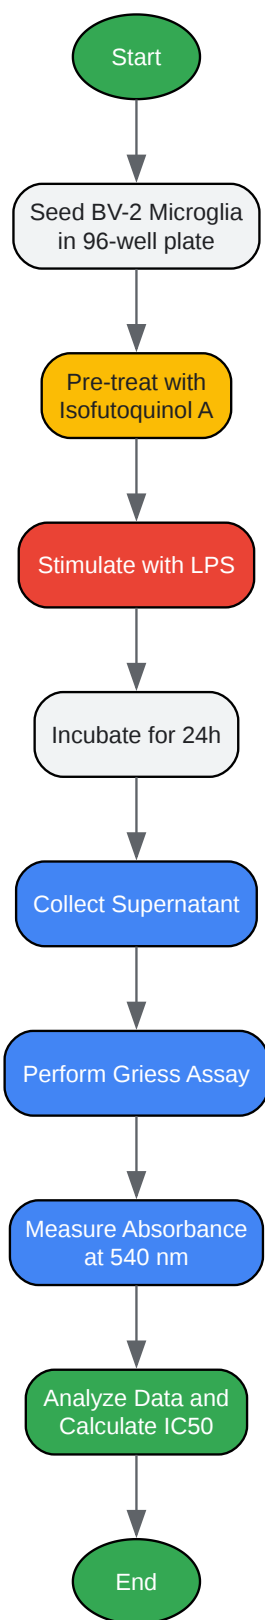 Start
Seed BV-2 Microglia
in 96-well plate
Pre-treat with
Isofutoquinol A
Stimulate with LPS
Incubate for 24h
Collect Supernatant
Perform Griess Assay
Measure Absorbance
at 540 nm
Analyze Data and
Calculate IC50
End